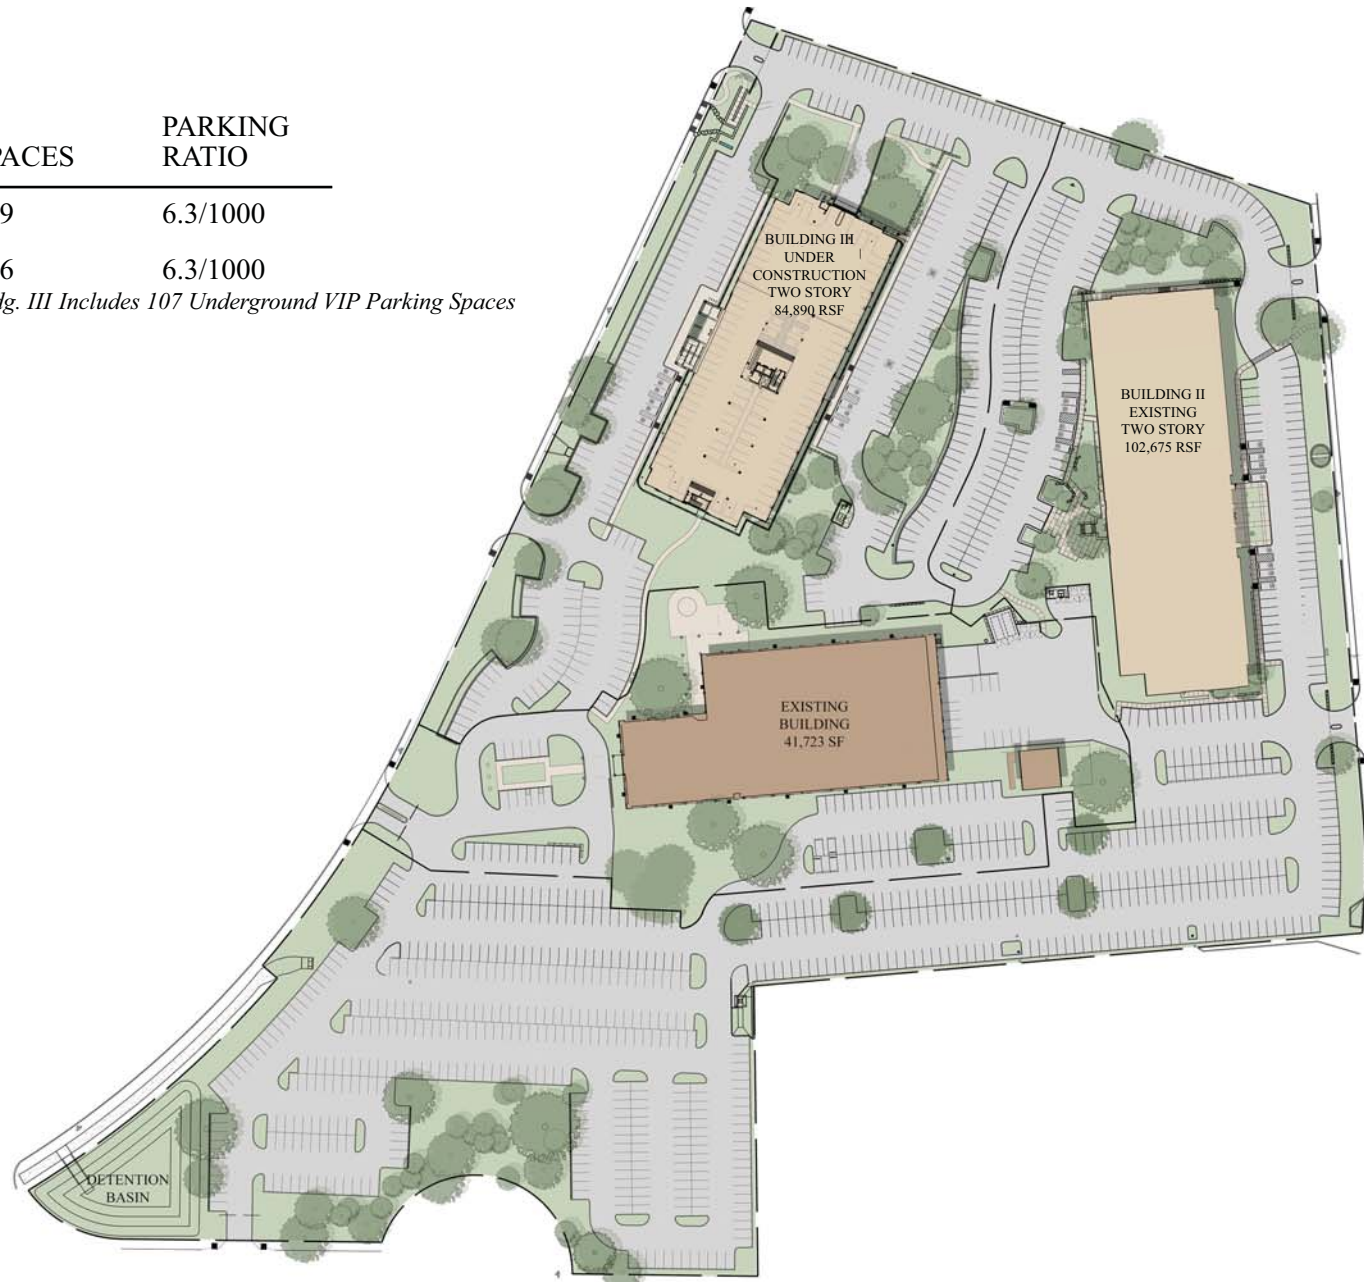 PARKING
PACES RATIO
9 6.3/1000
6 6.3/1000
dg. III Includes 107 Underground VIP Parking Spaces
BUILDING III
UNDER
CONSTRUCTION
TWO STORY
84,890 RSF
BUILDING II
EXISTING
TWO STORY
102,675 RSF
EXISTING
BUILDING
41,723 SF
DETENTION
BASIN